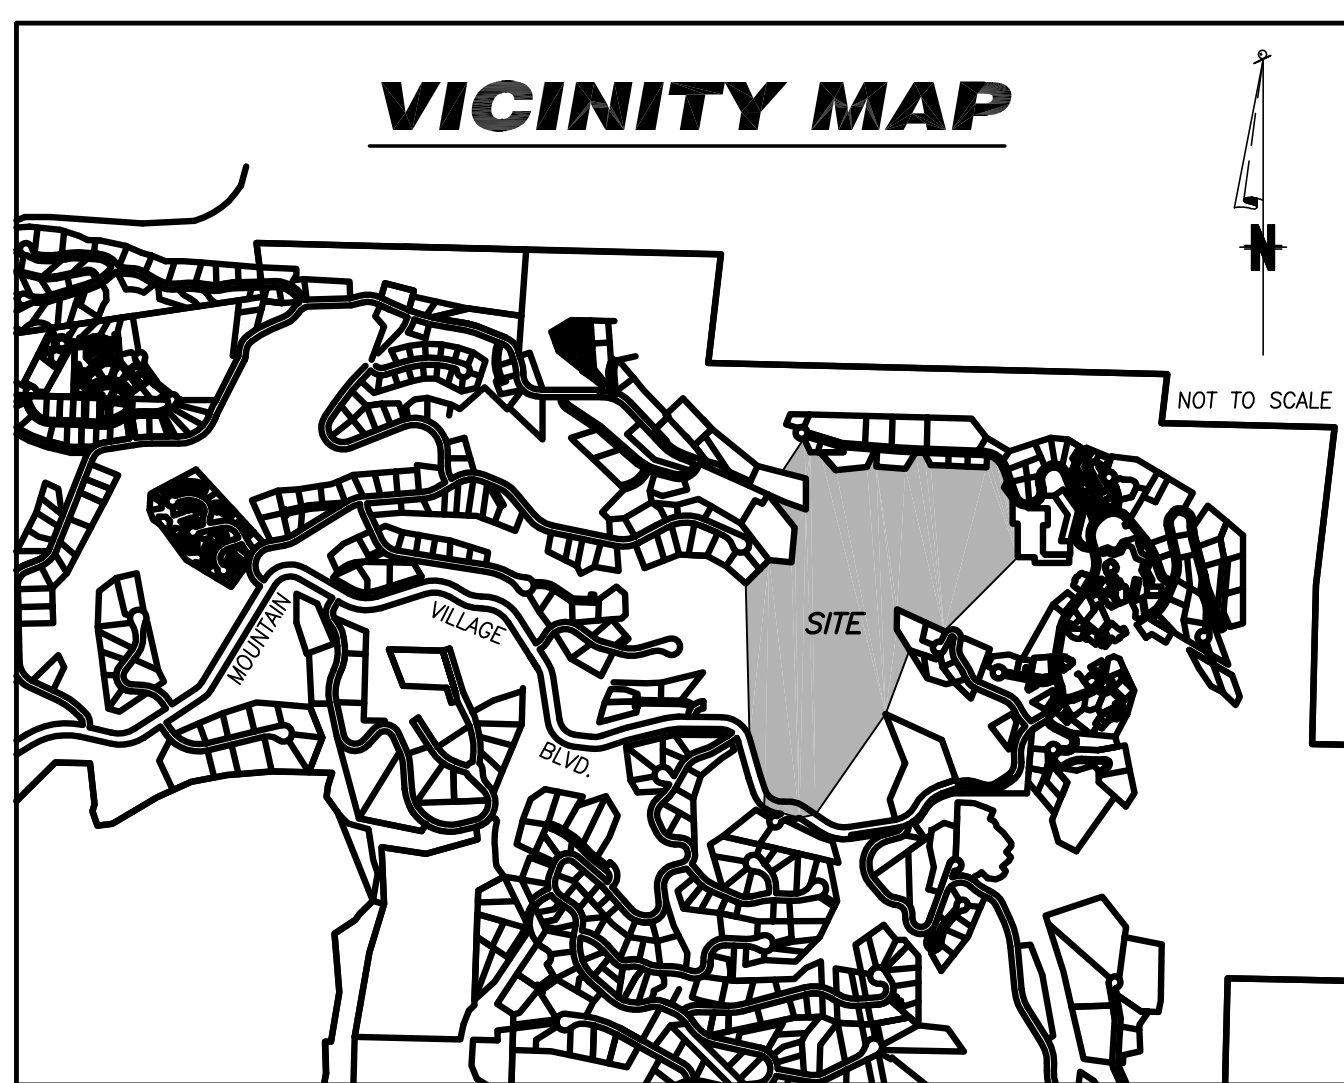 VICINITY MAP
N
NOT TO SCALE
SITE
MOUNTAIN
VILLAGE
BLVD.